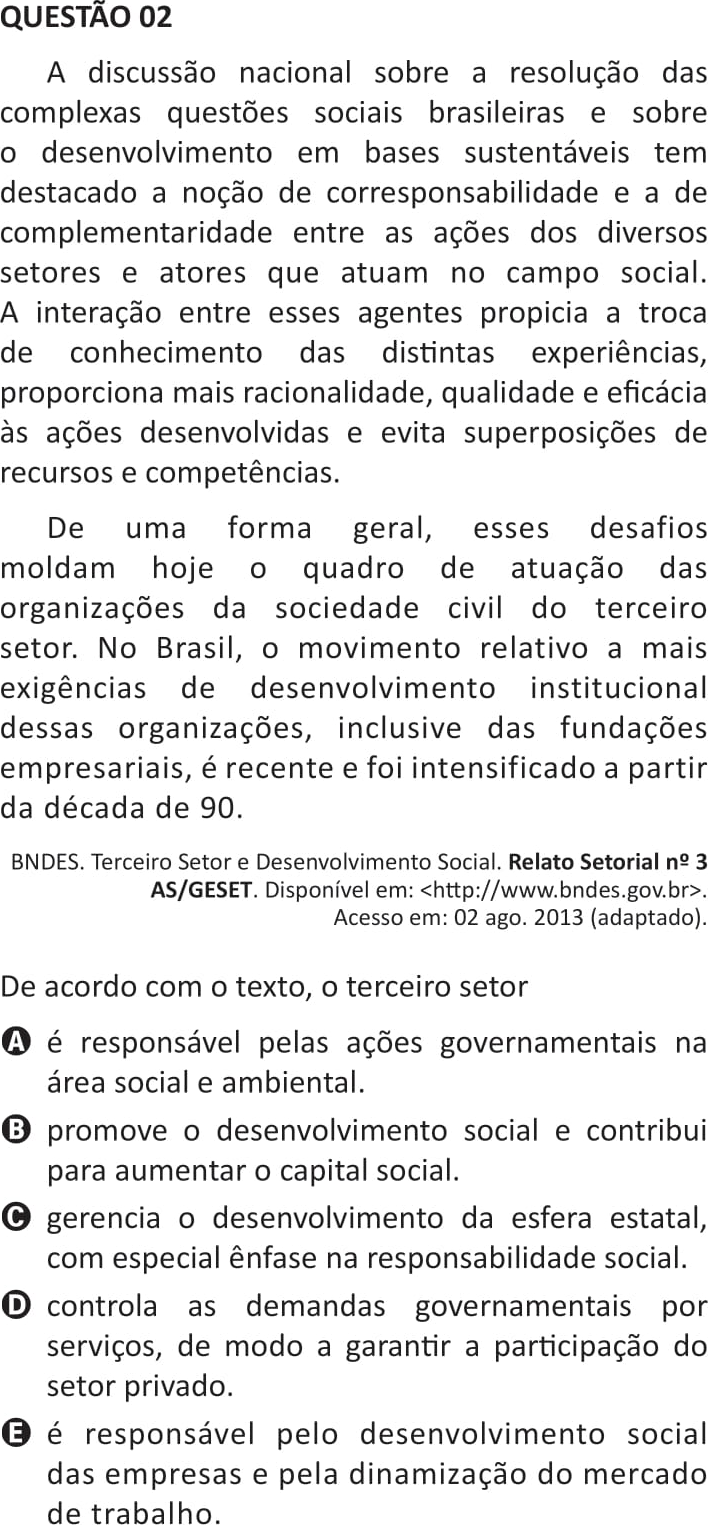 QUESTÃO 02
A discussão nacional sobre a resolução das
complexas questões sociais brasileiras e sobre
o desenvolvimento em bases sustentáveis tem
destacado a noção de corresponsabilidade e a de
complementaridade entre as ações dos diversos
setores e atores que atuam no campo social.
A interação entre esses agentes propicia a troca
de conhecimento das distintas experiências,
proporciona mais racionalidade, qualidade e eficácia
às ações desenvolvidas e evita superposições de
recursos e competências.
De uma forma geral, esses desafios
moldam hoje o quadro de atuação das
organizações da sociedade civil do terceiro
setor. No Brasil, o movimento relativo a mais
exigências de desenvolvimento institucional
dessas organizações, inclusive das fundações
empresariais, é recente e foi intensificado a partir
da década de 90.
BNDES. Terceiro Setor e Desenvolvimento Social. Relato Setorial nº 3
AS/GESET. Disponível em: <http://www.bndes.gov.br>.
Acesso em: 02 ago. 2013 (adaptado).
De acordo com o texto, o terceiro setor
A é responsável pelas ações governamentais na
área social e ambiental.
B promove o desenvolvimento social e contribui
para aumentar o capital social.
C gerencia o desenvolvimento da esfera estatal,
com especial ênfase na responsabilidade social.
D controla as demandas governamentais por
serviços, de modo a garantir a participação do
setor privado.
E é responsável pelo desenvolvimento social
das empresas e pela dinamização do mercado
de trabalho.